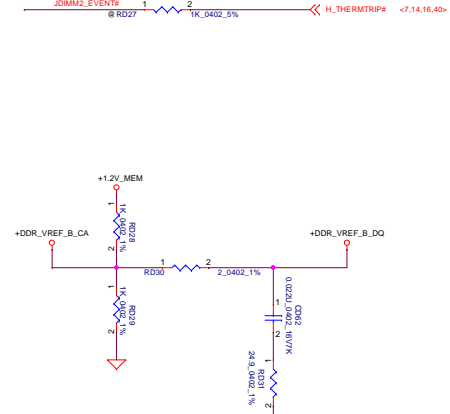 JDIMM2_EVENT#
1
2
@ RD27
1K_0402_5%
H_THERMTRIP#
<7,14,16,40>
+1.2V_MEM
1
RD28
1K_0402_1%
2
+DDR_VREF_B_CA
+DDR_VREF_B_DQ
1
2
RD30
2_0402_1%
1
RD29
1K_0402_1%
2
1
CD62
0.022U_0402_16V7K
2
1
RD31
24.9_0402_1%
2